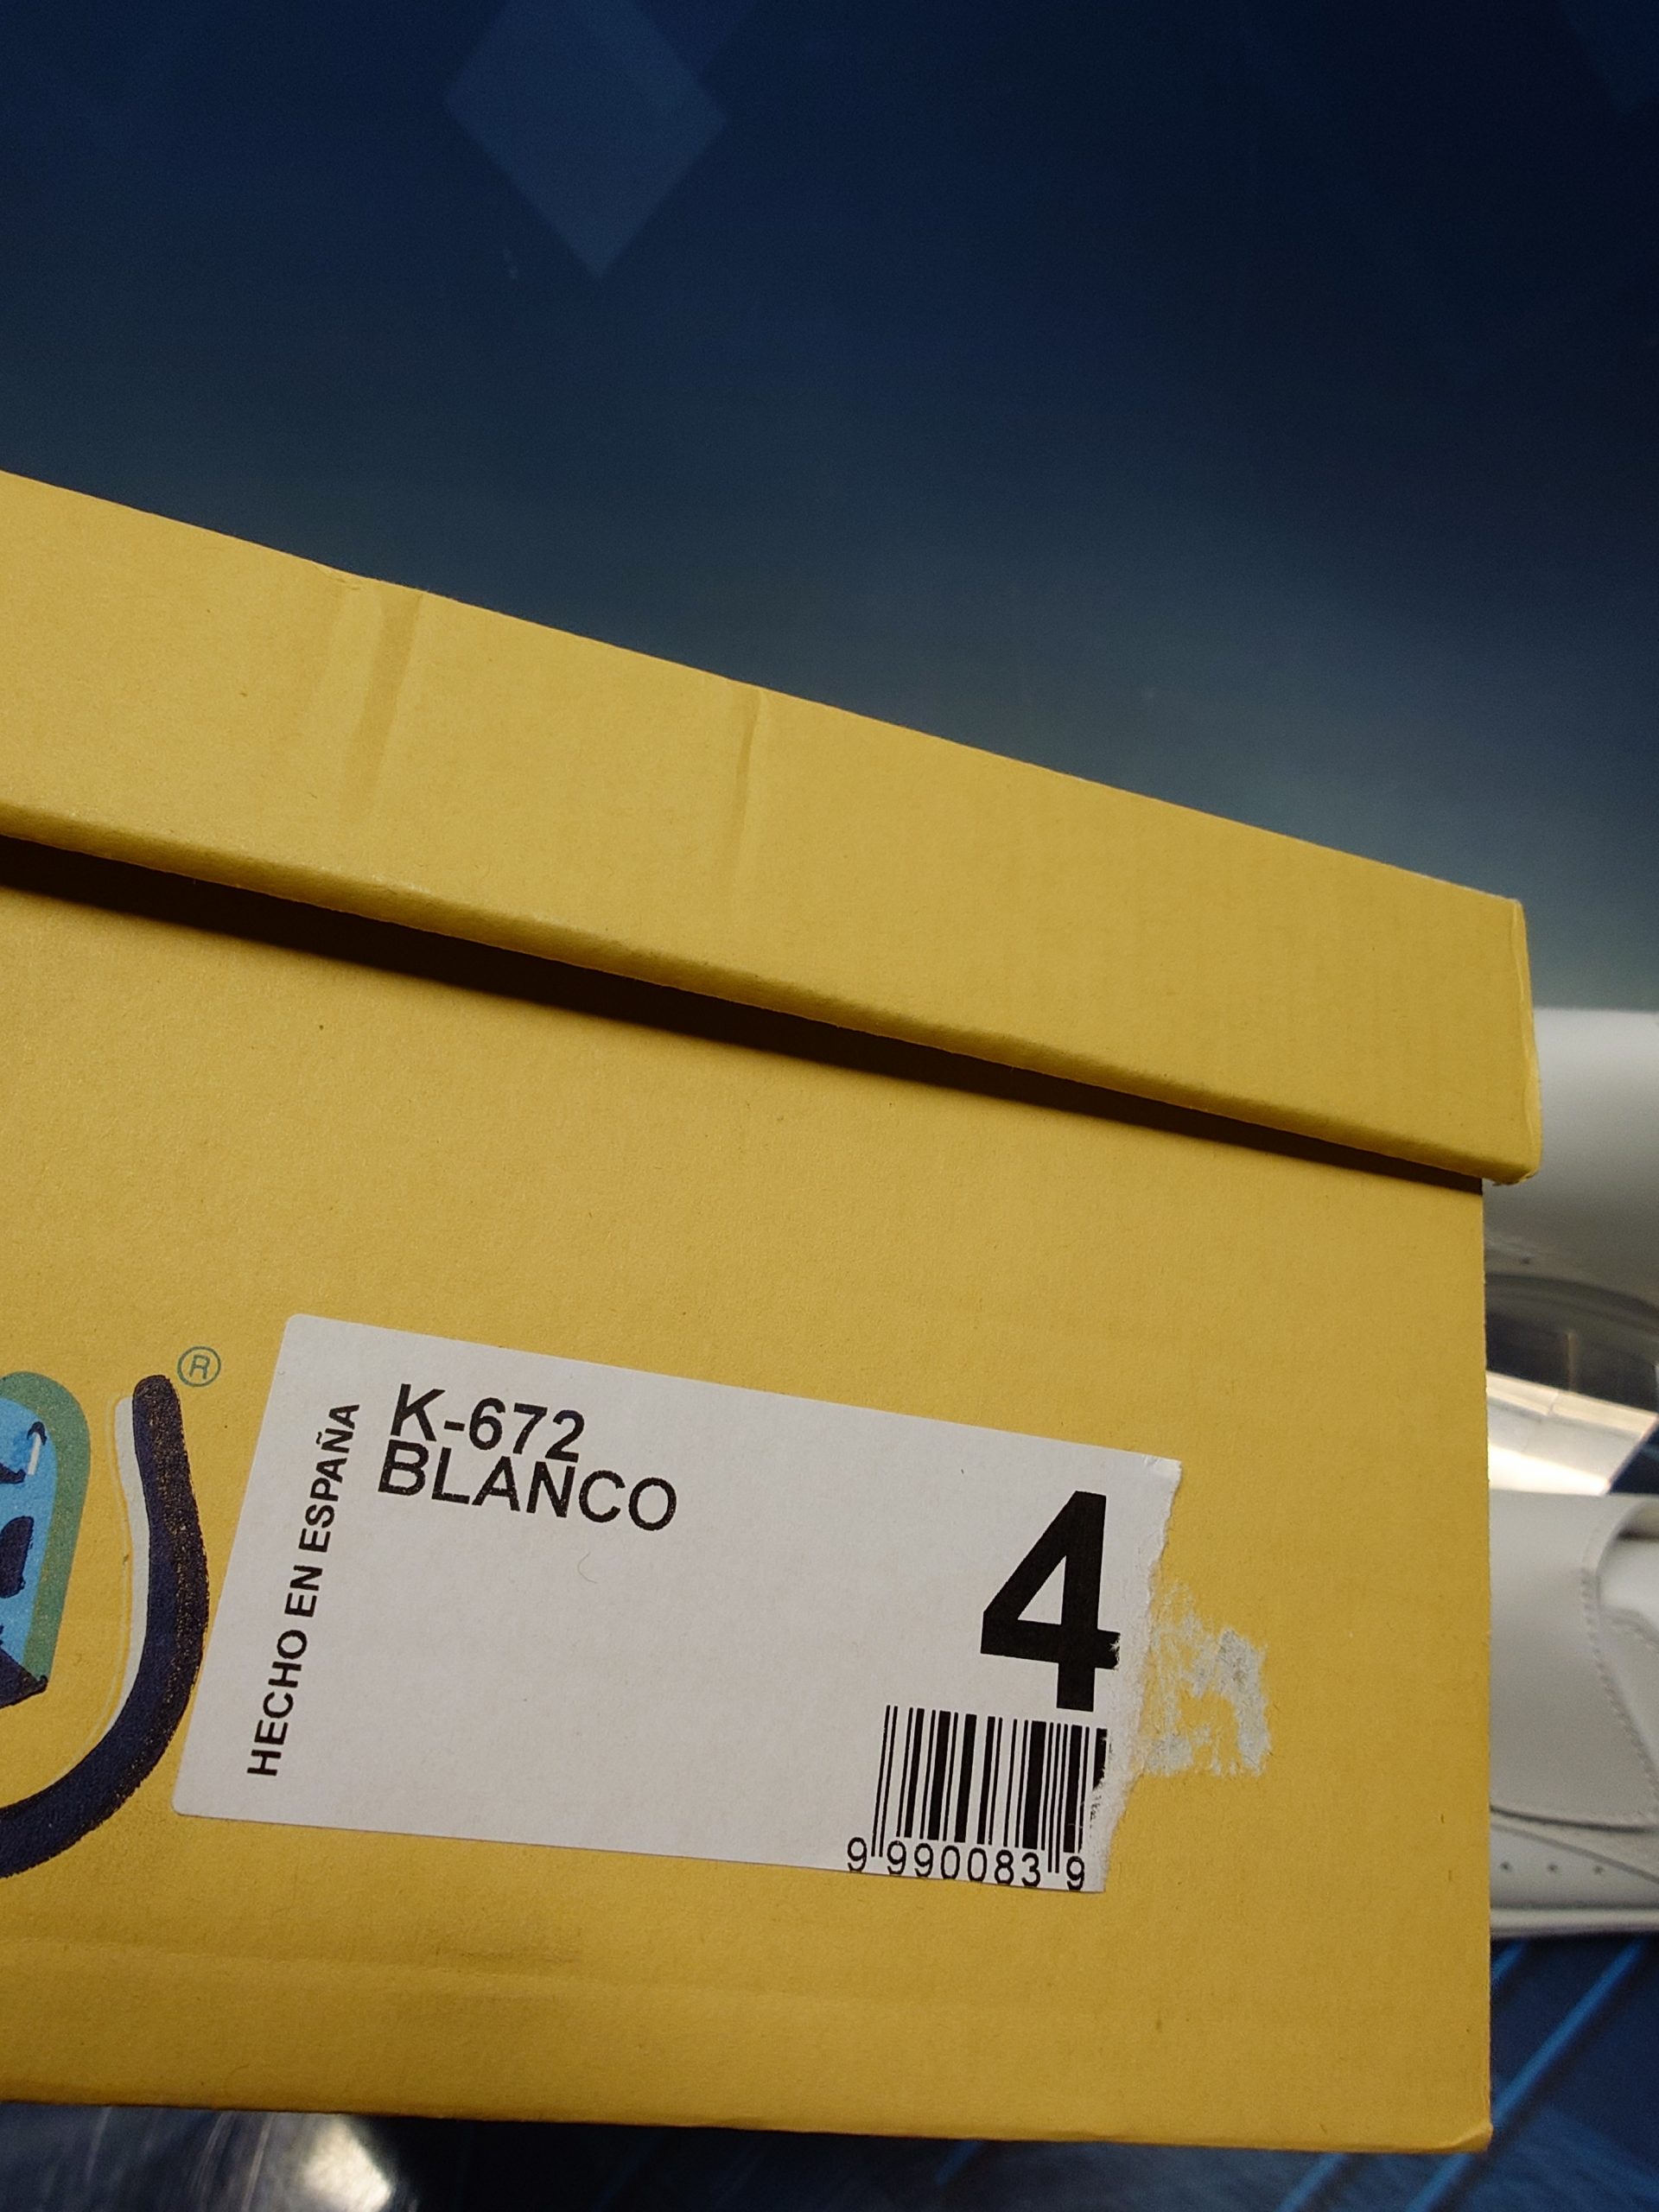 ®
HECHO EN ESPAÑA
K-672
BLANCO
4
9 990083 9